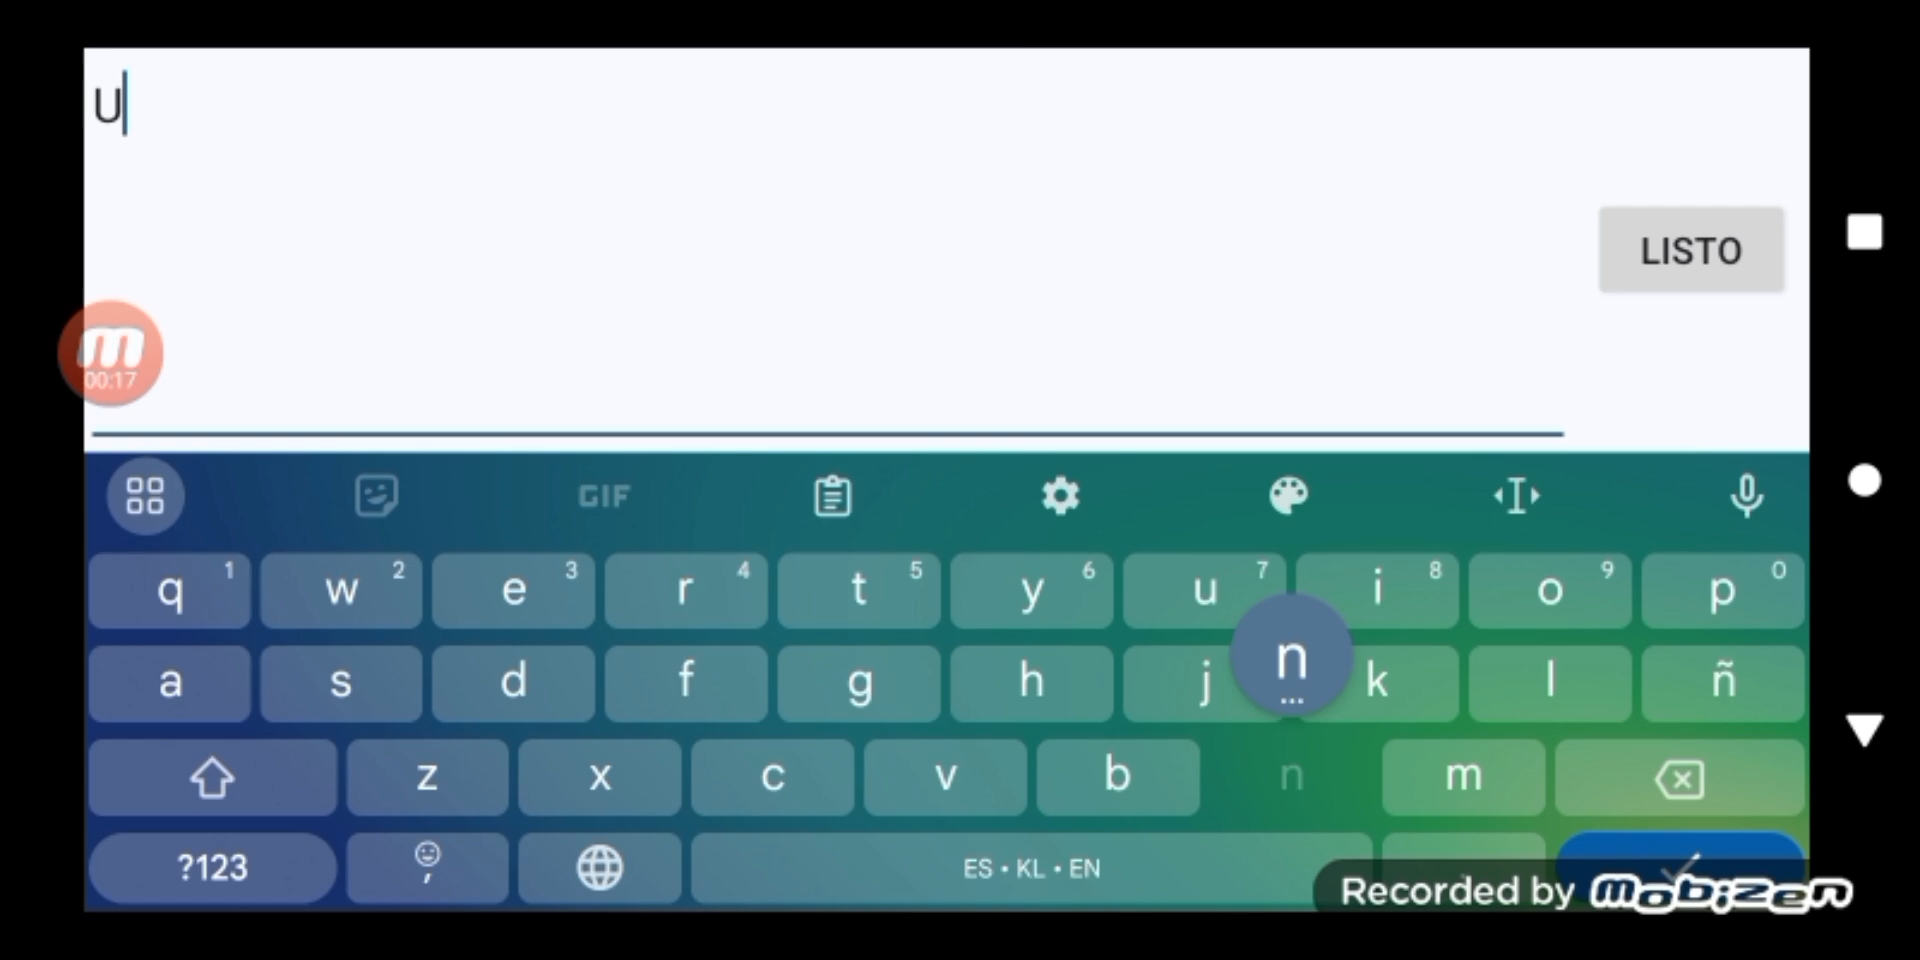 U
LISTO
m
00:17
GIF
q 1 w 2 e 3 r 4 t 5 y 6 u 7 i 8 o 9 p 0
a s d f g h j n ... k l ñ
z x c v b n m
?123 , ES • KL • EN
Recorded by mobizen